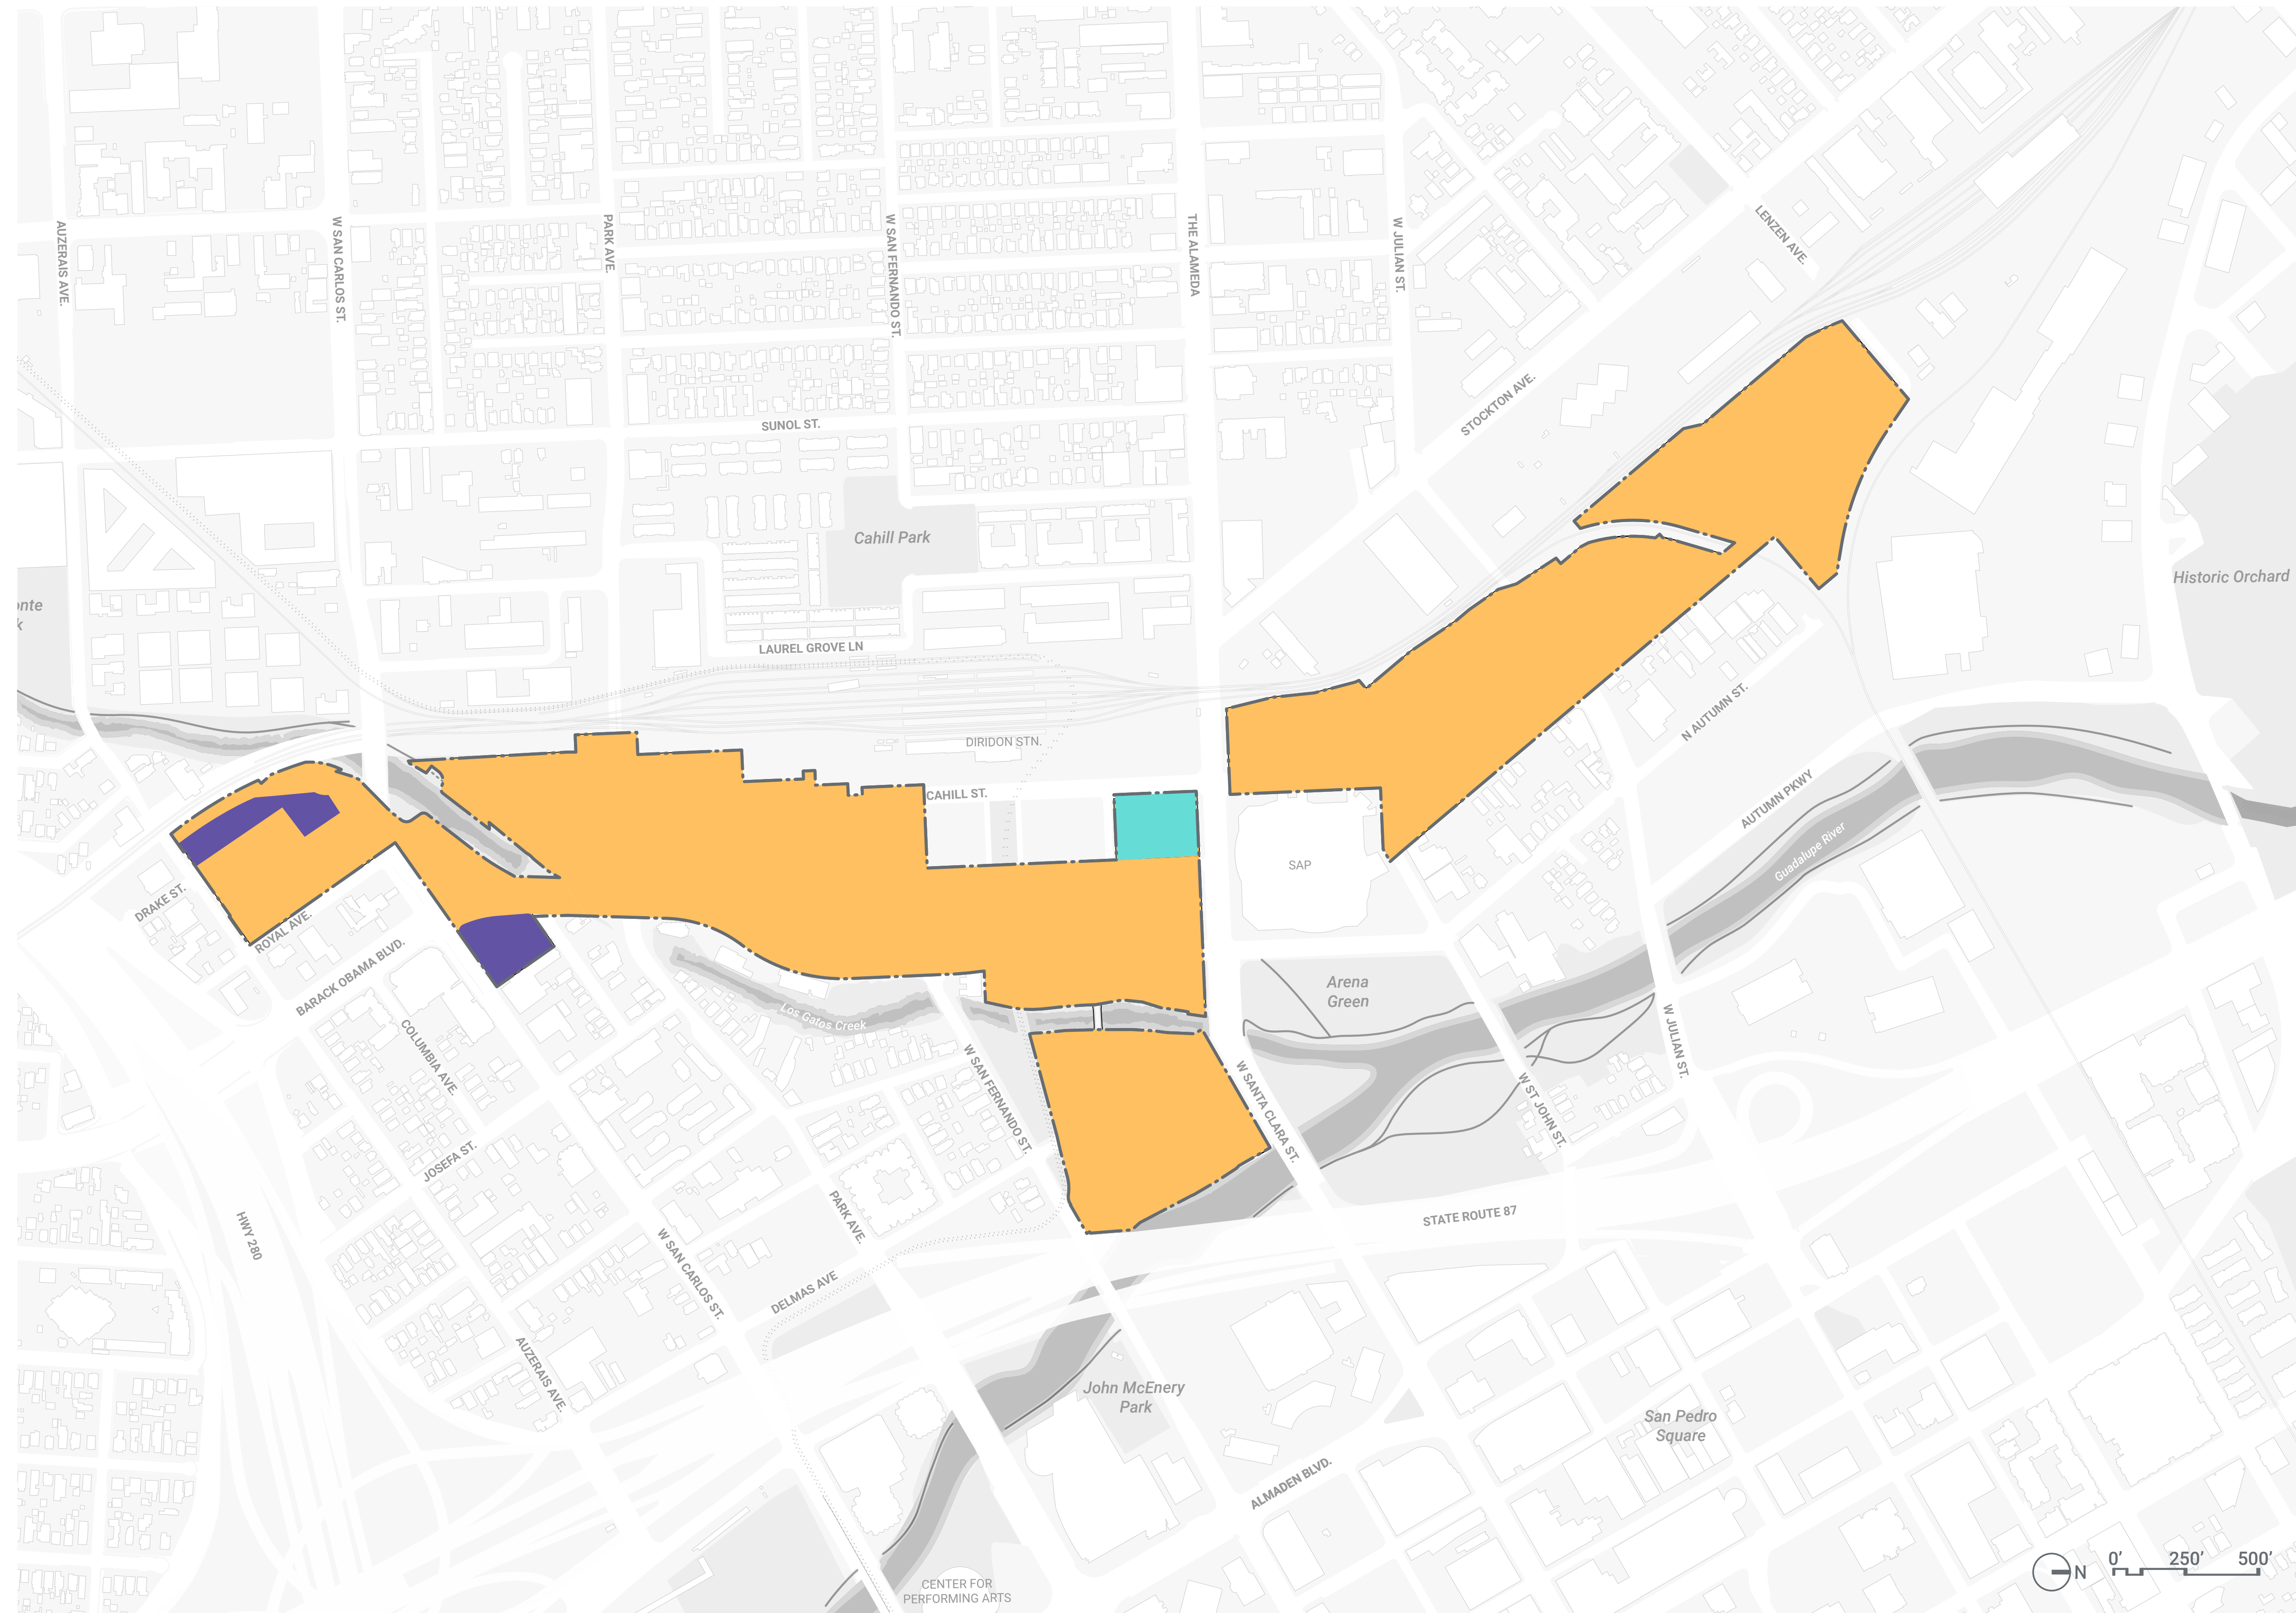 AUZERAIS AVE.
W SAN CARLOS ST.
PARK AVE.
W SAN FERNANDO ST.
THE ALAMEDA
W JULIAN ST.
LENZEN AVE.
STOCKTON AVE.
SUNOL ST.
Cahill Park
Historic Orchard
onte
k
LAUREL GROVE LN
DIRIDON STN.
N AUTUMN ST.
CAHILL ST.
AUTUMN PKWY
Guadalupe River
SAP
DRAKE ST.
ROYAL AVE.
BARACK OBAMA BLVD.
Arena
Green
Los Gatos Creek
COLUMBIA AVE.
W SAN FERNANDO ST.
W SANTA CLARA ST.
W ST JOHN ST.
W JULIAN ST.
JOSEFA ST.
HWY 280
PARK AVE.
W SAN CARLOS ST.
STATE ROUTE 87
DELMAS AVE
AUZERAIS AVE.
John McEnery
Park
San Pedro
Square
ALMADEN BLVD.
CENTER FOR
PERFORMING ARTS
N
0' 250' 500'